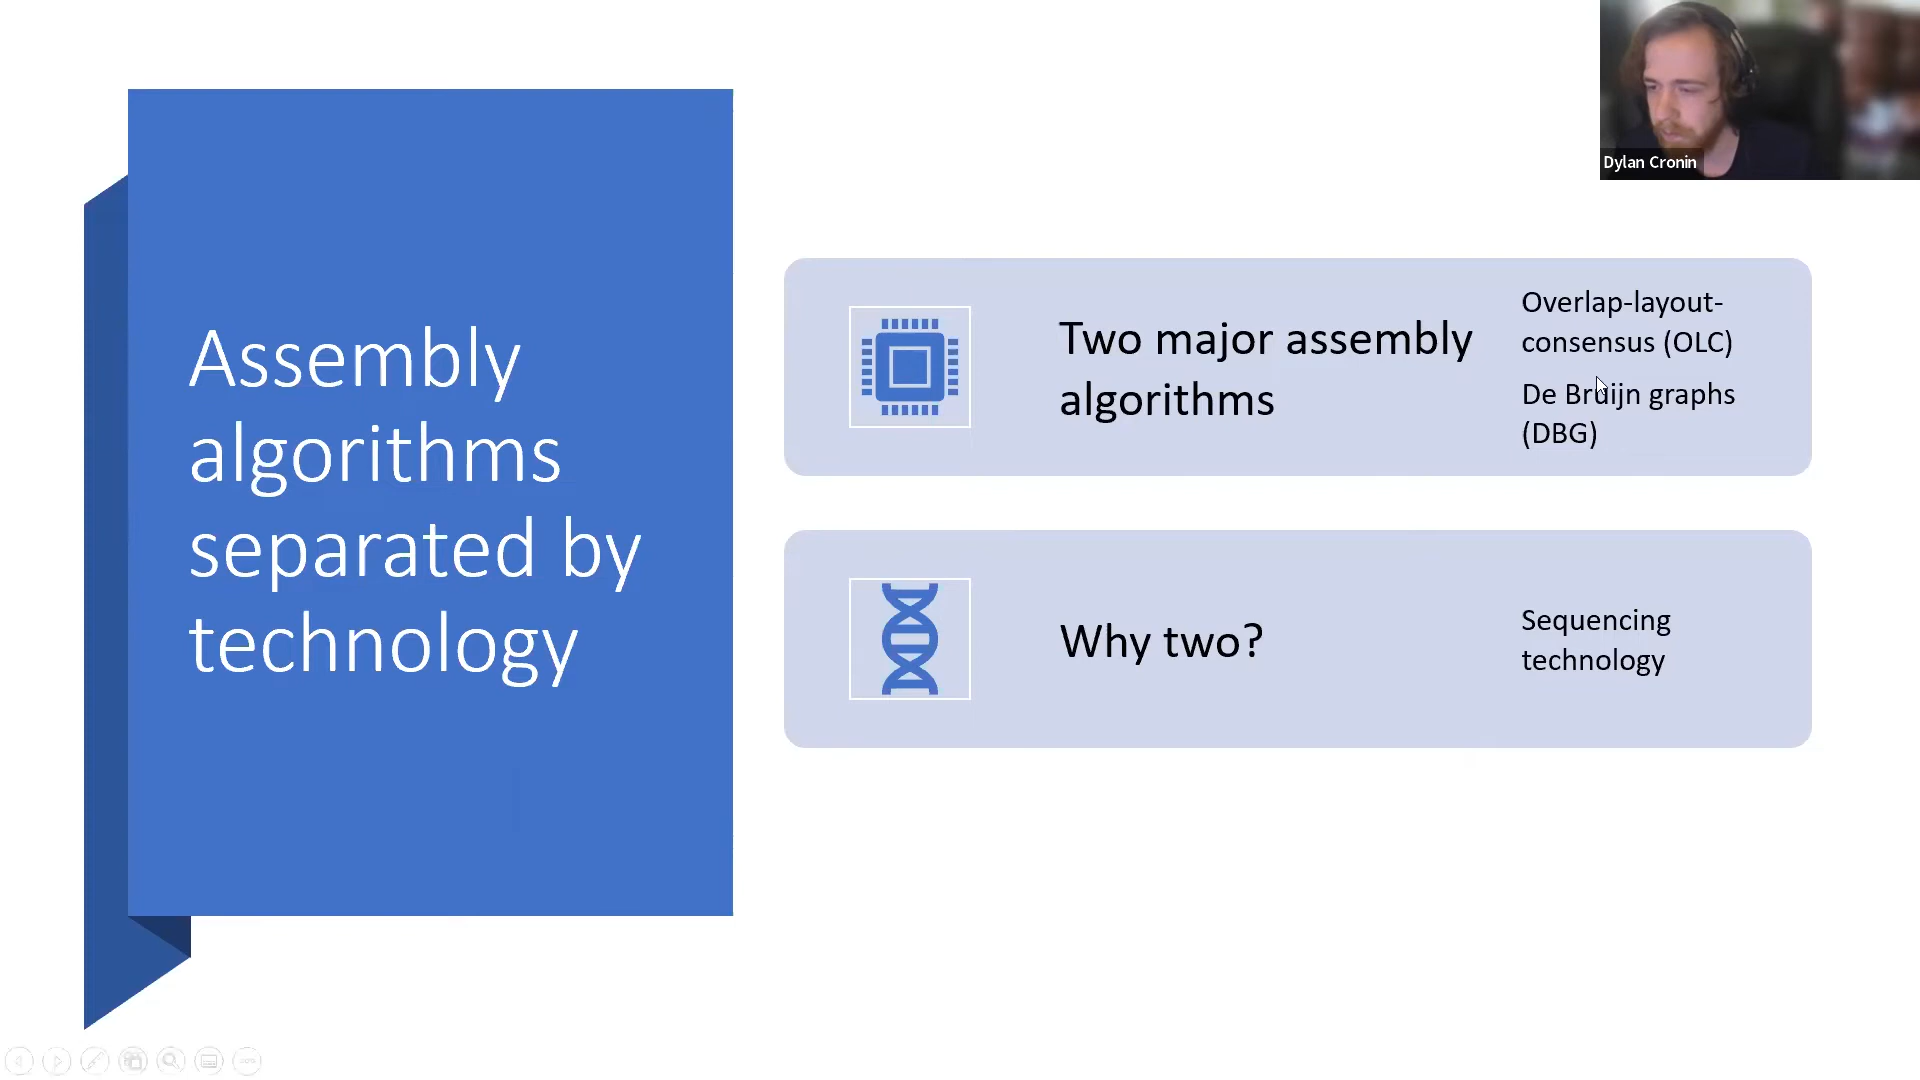 Assembly
algorithms
separated by
technology
Two major assembly
algorithms
Overlap-layout-
consensus (OLC)
De Bruijn graphs
(DBG)
Why two?
Sequencing
technology
Dylan Cronin